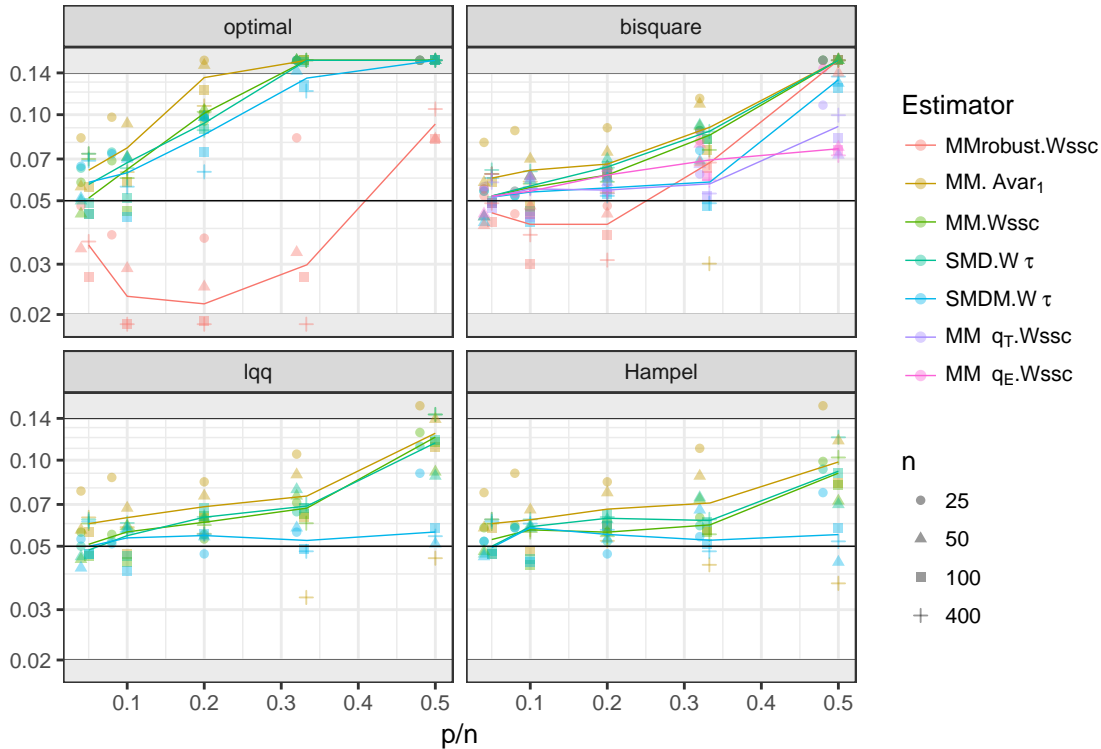 optimal
bisquare
0.14
0.10
0.07
0.05
0.03
0.02
lqq
Hampel
0.14
0.10
0.07
0.05
0.03
0.02
0.1 0.2 0.3 0.4 0.5
0.1 0.2 0.3 0.4 0.5
p/n
Estimator
MMrobust.Wssc
MM. Avar₁
MM.Wssc
SMD.W τ
SMDM.W τ
MM q_T.Wssc
MM q_E.Wssc
n
25
50
100
400